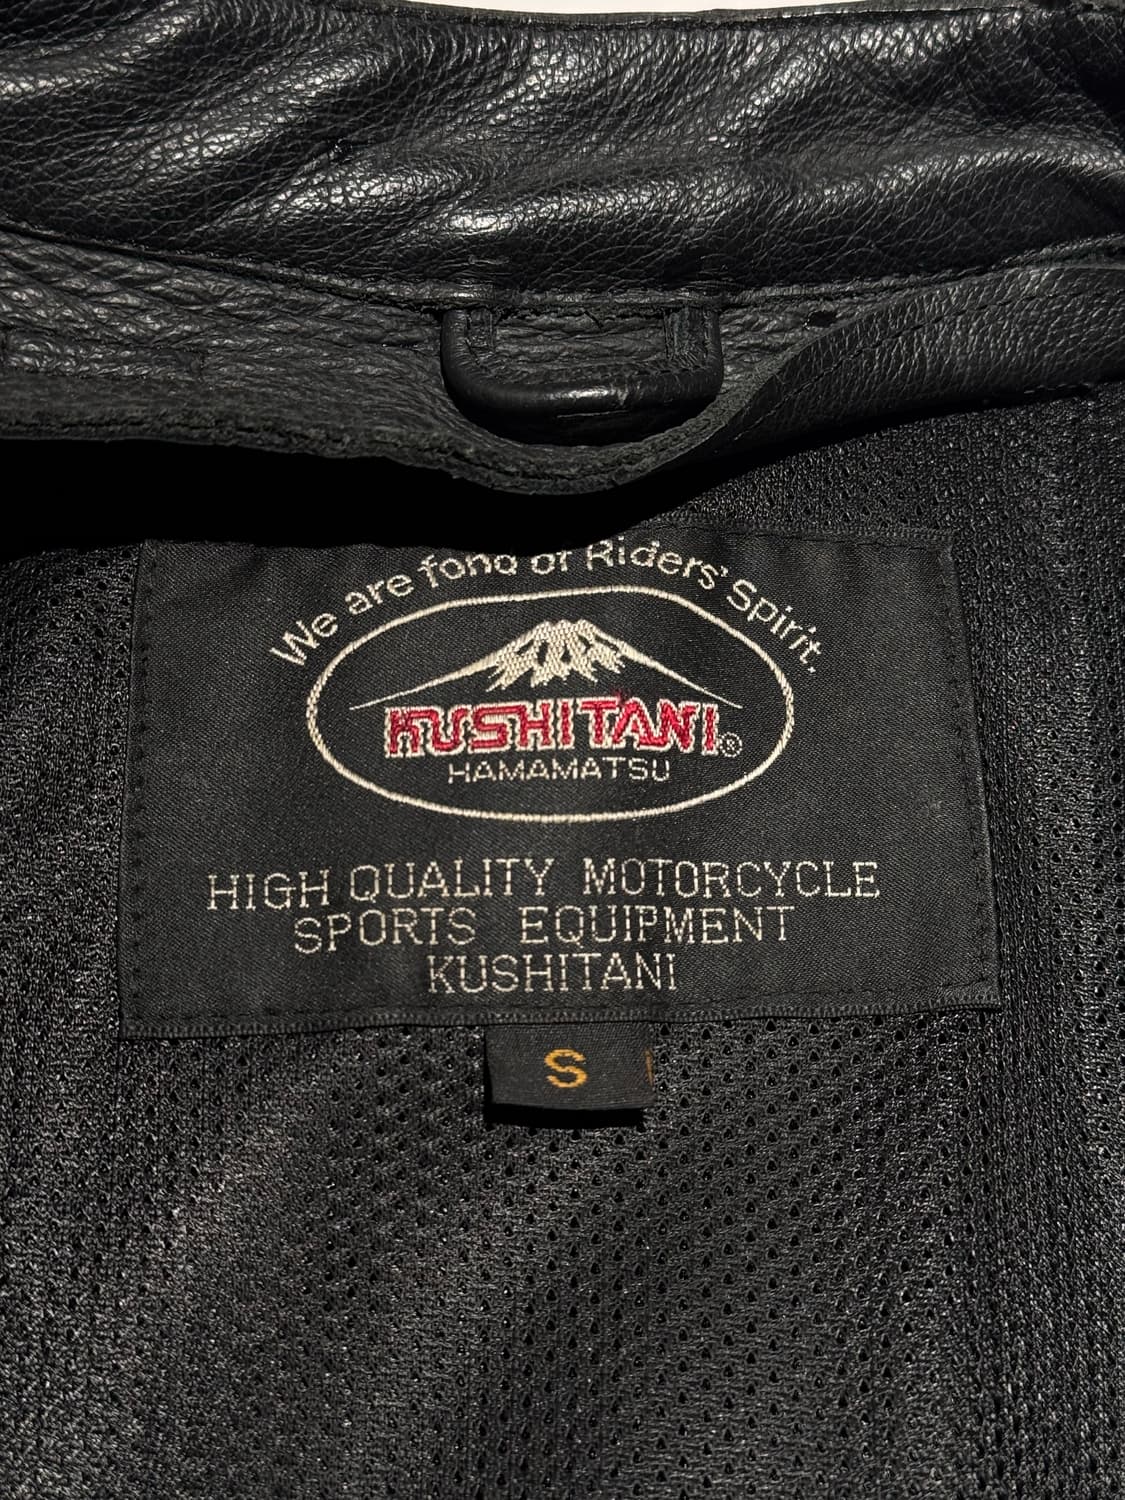 We are fond of Riders' Spirit.
KUSHITANI®
HAMAMATSU
HIGH QUALITY MOTORCYCLE
SPORTS EQUIPMENT
KUSHITANI
S